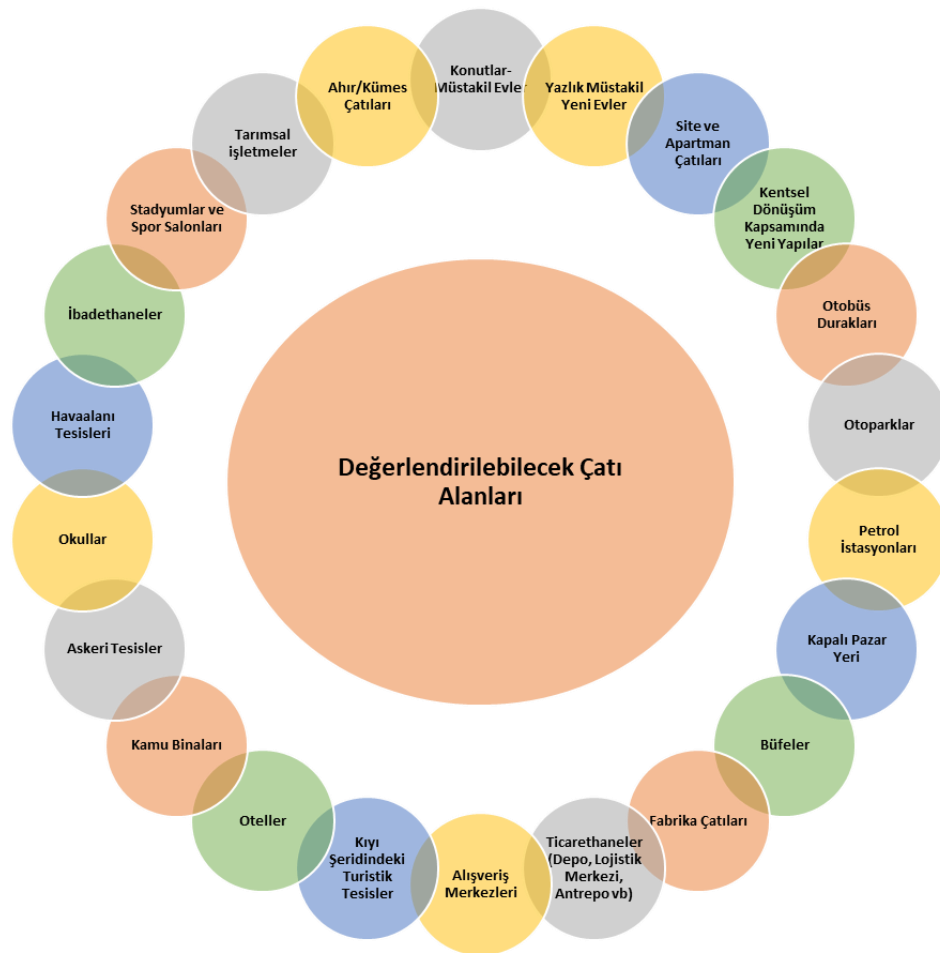 Konutlar-
Müstakil Evler
Yazlık Müstakil
Yeni Evler
Site ve
Apartman
Çatıları
Kentsel
Dönüşüm
Kapsamında
Yeni Yapılar
Otobüs
Durakları
Otoparklar
Petrol
İstasyonları
Kapalı Pazar
Yeri
Büfeler
Fabrika Çatıları
Ticarethaneler
(Depo, Lojistik
Merkezi,
Antrepo vb)
Alışveriş
Merkezleri
Kıyı
Şeridindeki
Turistik
Tesisler
Oteller
Kamu Binaları
Askeri Tesisler
Okullar
Havaalanı
Tesisleri
İbadethaneler
Stadyumlar ve
Spor Salonları
Tarımsal
işletmeler
Ahır/Kümes
Çatıları
Değerlendirilebilecek Çatı
Alanları